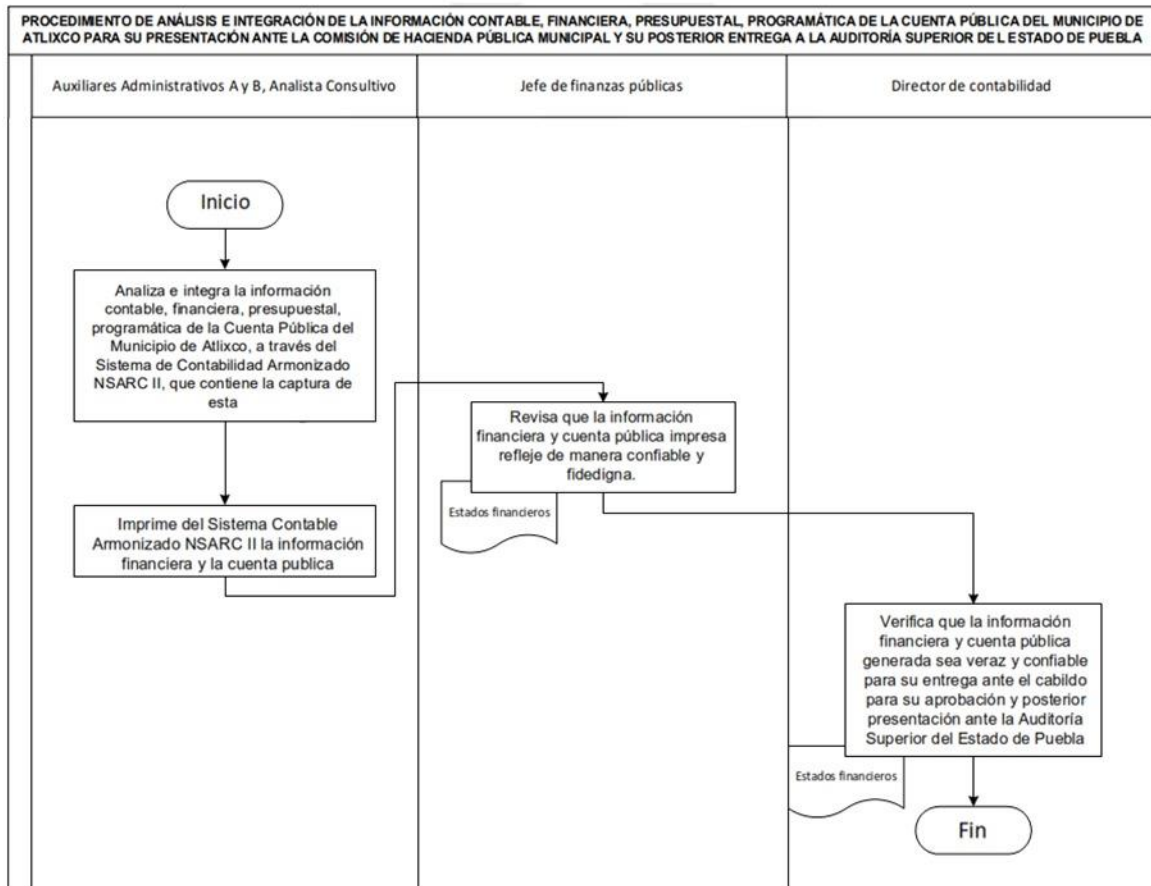 PROCEDIMIENTO DE ANÁLISIS E INTEGRACIÓN DE LA INFORMACIÓN CONTABLE, FINANCIERA, PRESUPUESTAL, PROGRAMÁTICA DE LA CUENTA PÚBLICA DEL MUNICIPIO DE
ATLIXCO PARA SU PRESENTACIÓN ANTE LA COMISIÓN DE HACIENDA PÚBLICA MUNICIPAL Y SU POSTERIOR ENTREGA A LA AUDITORÍA SUPERIOR DEL ESTADO DE PUEBLA
Auxiliares Administrativos A y B, Analista Consultivo
Jefe de finanzas públicas
Director de contabilidad
Inicio
Analiza e integra la información
contable, financiera, presupuestal,
programática de la Cuenta Pública del
Municipio de Atlixco, a través del
Sistema de Contabilidad Armonizado
NSARC II, que contiene la captura de
esta
Imprime del Sistema Contable
Armonizado NSARC II la información
financiera y la cuenta publica
Revisa que la información
financiera y cuenta pública impresa
refleje de manera confiable y
fidedigna.
Estados financieros
Verifica que la información
financiera y cuenta pública
generada sea veraz y confiable
para su entrega ante el cabildo
para su aprobación y posterior
presentación ante la Auditoría
Superior del Estado de Puebla
Estados financieros
Fin